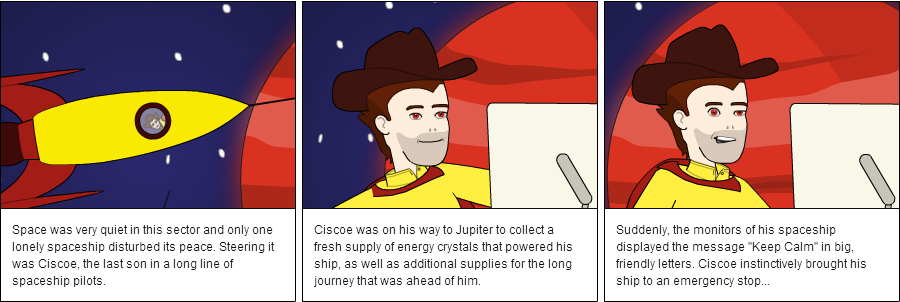 Space was very quiet in this sector and only one
lonely spaceship disturbed its peace. Steering it
was Ciscoe, the last son in a long line of
spaceship pilots.
Ciscoe was on his way to Jupiter to collect a
fresh supply of energy crystals that powered his
ship, as well as additional supplies for the long
journey that was ahead of him.
Suddenly, the monitors of his spaceship
displayed the message "Keep Calm" in big,
friendly letters. Ciscoe instinctively brought his
ship to an emergency stop...